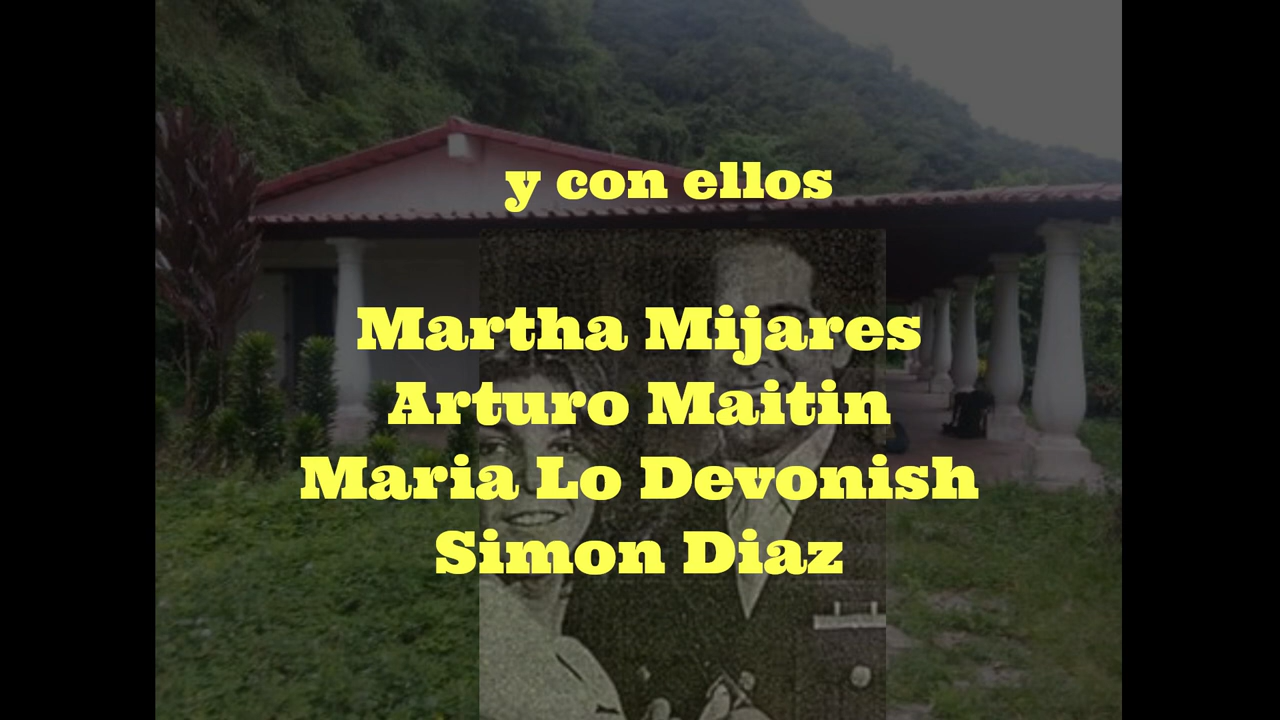 y con ellos
Martha Mijares
Arturo Maitin
Maria Lo Devonish
Simon Diaz